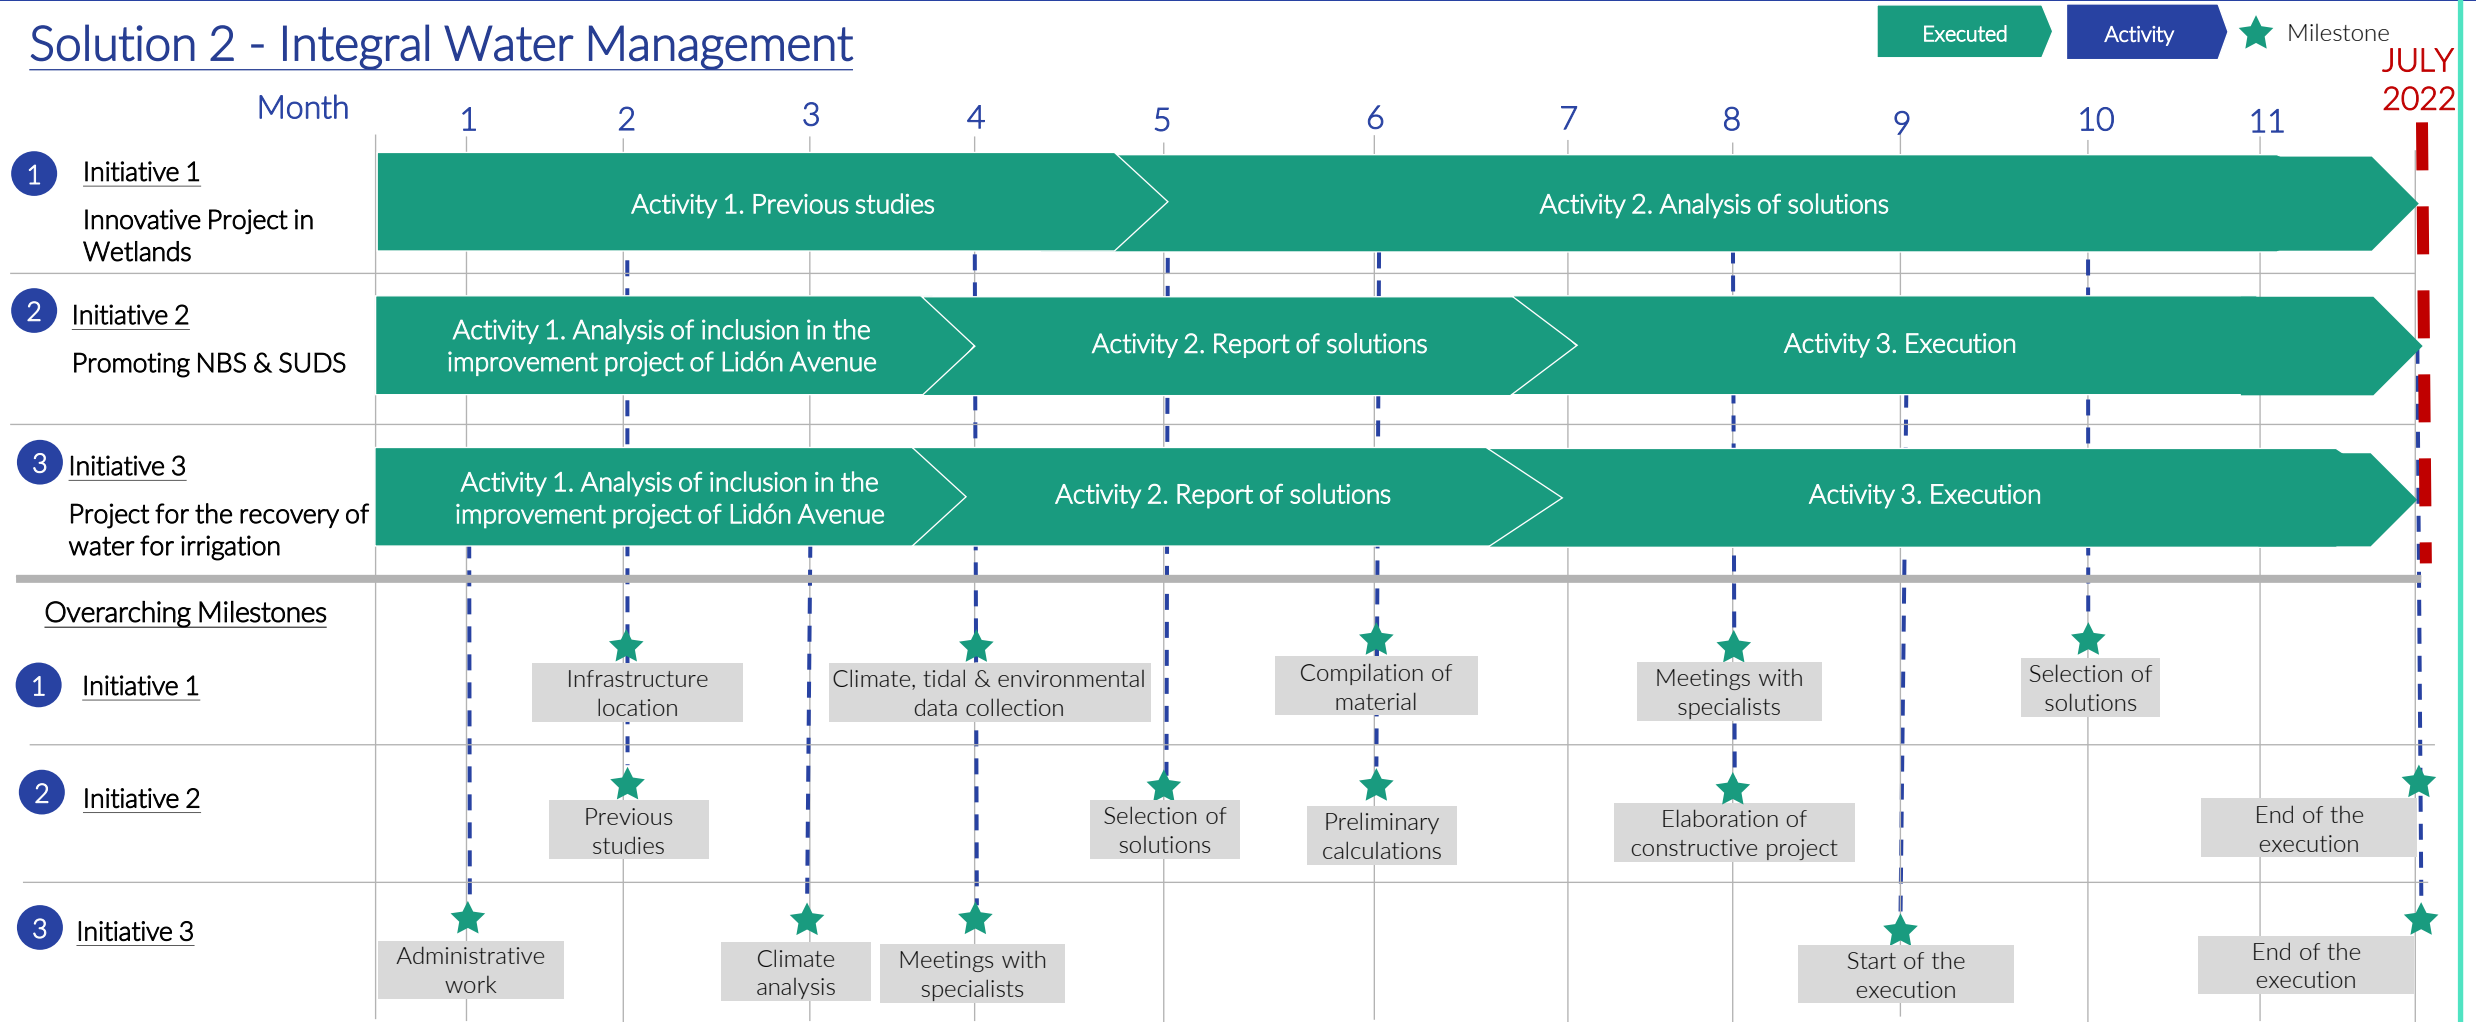 Solution 2 - Integral Water Management
Executed
Activity
Milestone
JULY
2022
Month
1
2
3
4
5
6
7
8
9
10
11
1
Initiative 1
Innovative Project in
Wetlands
Activity 1. Previous studies
Activity 2. Analysis of solutions
2
Initiative 2
Promoting NBS & SUDS
Activity 1. Analysis of inclusion in the
improvement project of Lidón Avenue
Activity 2. Report of solutions
Activity 3. Execution
3
Initiative 3
Project for the recovery of
water for irrigation
Activity 1. Analysis of inclusion in the
improvement project of Lidón Avenue
Activity 2. Report of solutions
Activity 3. Execution
Overarching Milestones
1
Initiative 1
Infrastructure
location
Climate, tidal & environmental
data collection
Compilation of
material
Meetings with
specialists
Selection of
solutions
2
Initiative 2
Previous
studies
Selection of
solutions
Preliminary
calculations
Elaboration of
constructive project
End of the
execution
3
Initiative 3
Administrative
work
Climate
analysis
Meetings with
specialists
Start of the
execution
End of the
execution